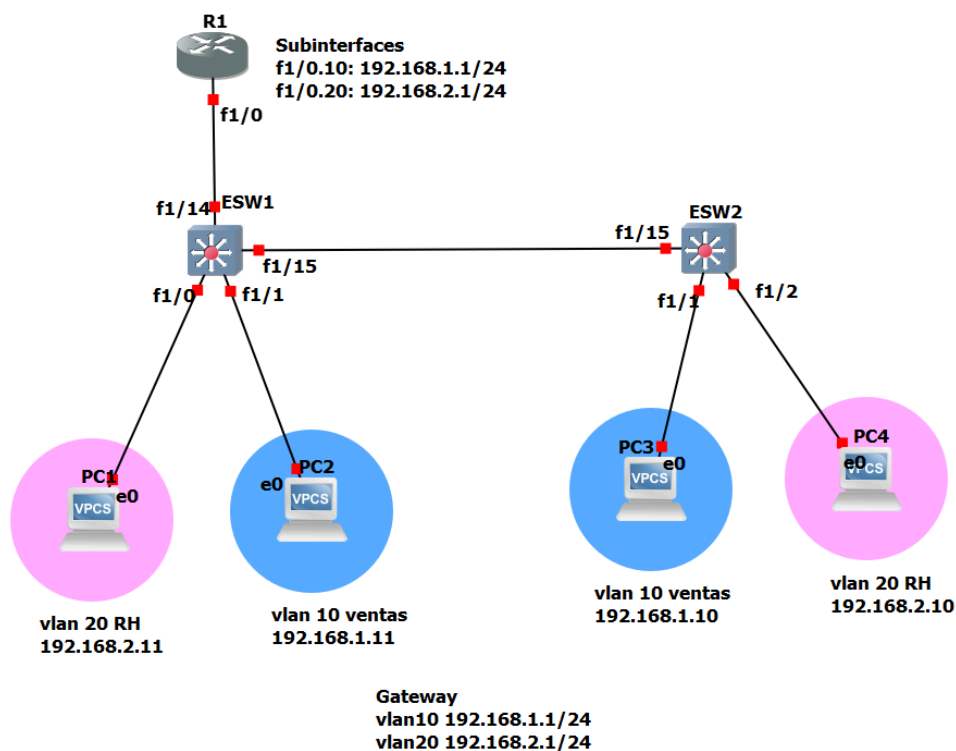 R1
Subinterfaces
f1/0.10: 192.168.1.1/24
f1/0.20: 192.168.2.1/24
f1/0
f1/14
ESW1
f1/15
f1/0
f1/1
ESW2
f1/15
f1/1
f1/2
PC1
e0
VPCS
vlan 20 RH
192.168.2.11
PC2
e0
VPCS
vlan 10 ventas
192.168.1.11
PC3
e0
VPCS
vlan 10 ventas
192.168.1.10
PC4
e0
VPCS
vlan 20 RH
192.168.2.10
Gateway
vlan10 192.168.1.1/24
vlan20 192.168.2.1/24